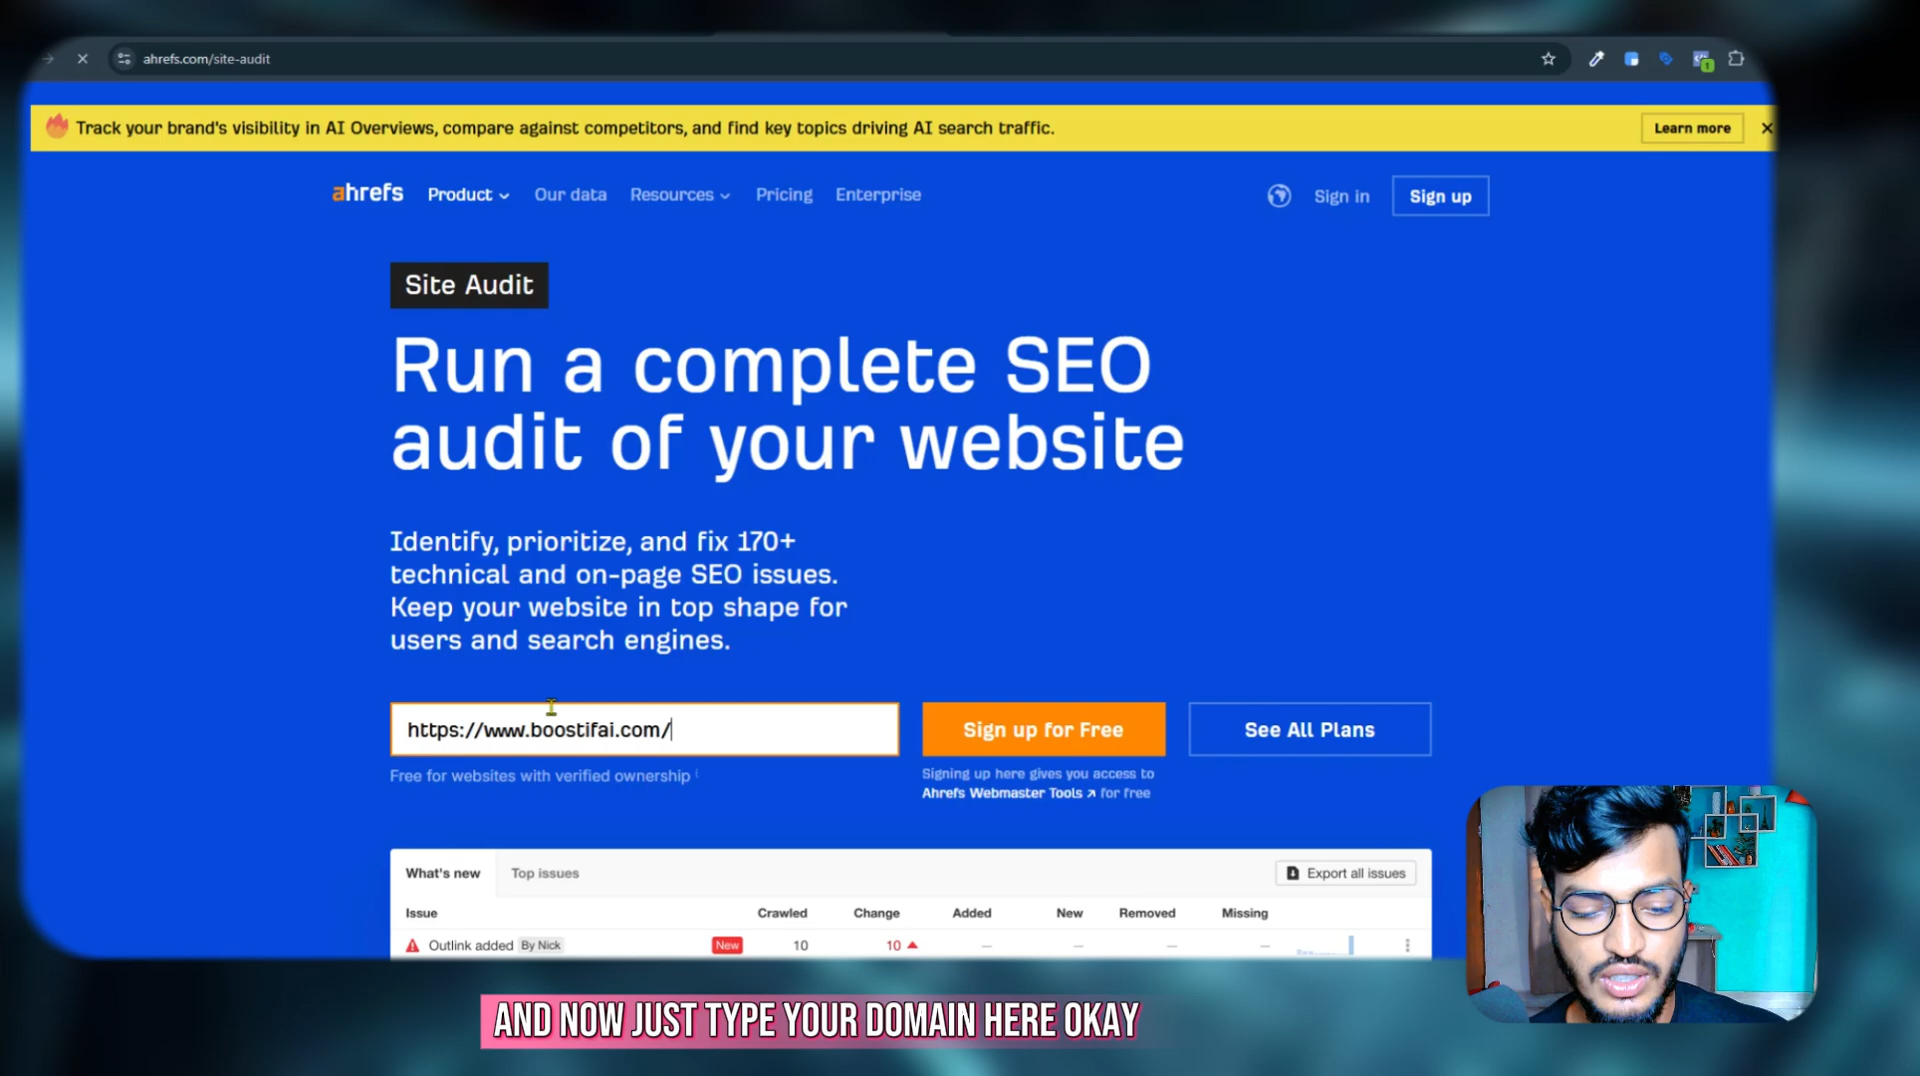 ahrefs.com/site-audit
Track your brand's visibility in AI Overviews, compare against competitors, and find key topics driving AI search traffic.
Learn more
ahrefs Product Our data Resources Pricing Enterprise Sign in Sign up
Site Audit
Run a complete SEO
audit of your website
Identify, prioritize, and fix 170+
technical and on-page SEO issues.
Keep your website in top shape for
users and search engines.
https://www.boostifai.com/
Sign up for Free
See All Plans
Free for websites with verified ownership
Signing up here gives you access to
Ahrefs Webmaster Tools ↗ for free
What's new Top issues Export all issues
Issue Crawled Change Added New Removed Missing
Outlink added By Nick New 10 10 — — — —
AND NOW JUST TYPE YOUR DOMAIN HERE OKAY